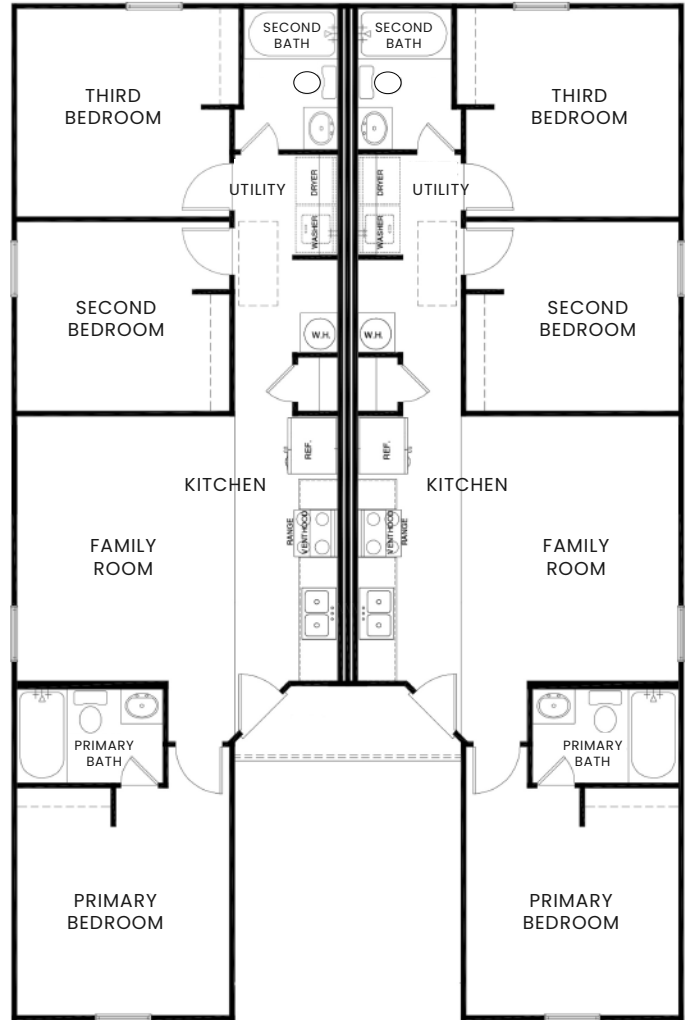 SECOND
BATH
SECOND
BATH
THIRD
BEDROOM
THIRD
BEDROOM
UTILITY
DRYER
DRYER
UTILITY
WASHER
WASHER
SECOND
BEDROOM
SECOND
BEDROOM
W.H.
W.H.
REF.
REF.
KITCHEN
KITCHEN
RANGE
VENTHOOD
VENTHOOD
RANGE
FAMILY
ROOM
FAMILY
ROOM
PRIMARY
BATH
PRIMARY
BATH
PRIMARY
BEDROOM
PRIMARY
BEDROOM